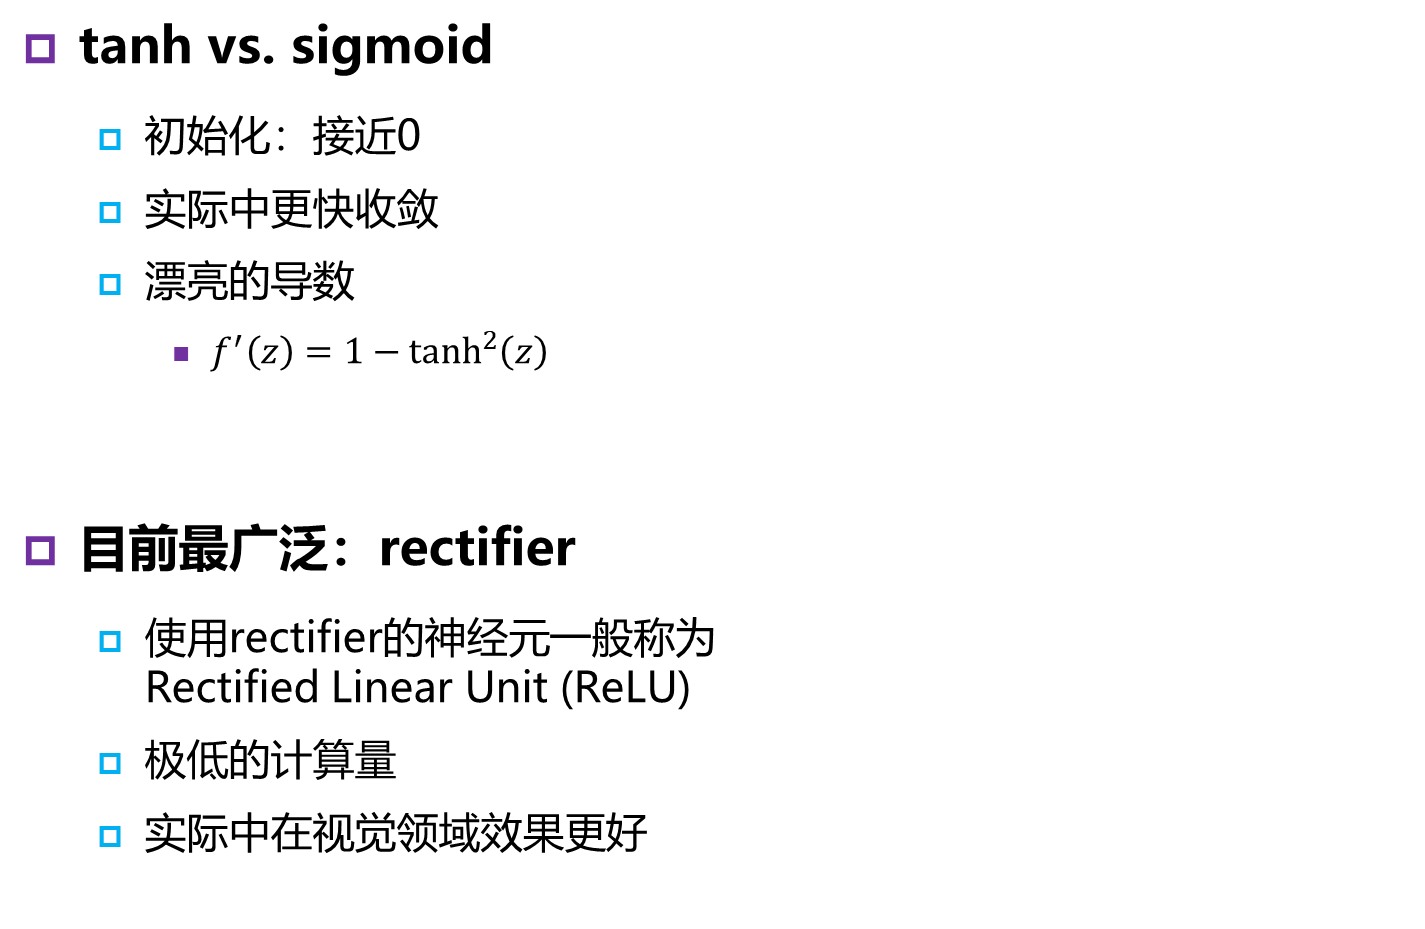 tanh vs. sigmoid
初始化：接近0
实际中更快收敛
漂亮的导数
f′(z) = 1 − tanh²(z)
目前最广泛：rectifier
使用rectifier的神经元一般称为
Rectified Linear Unit (ReLU)
极低的计算量
实际中在视觉领域效果更好